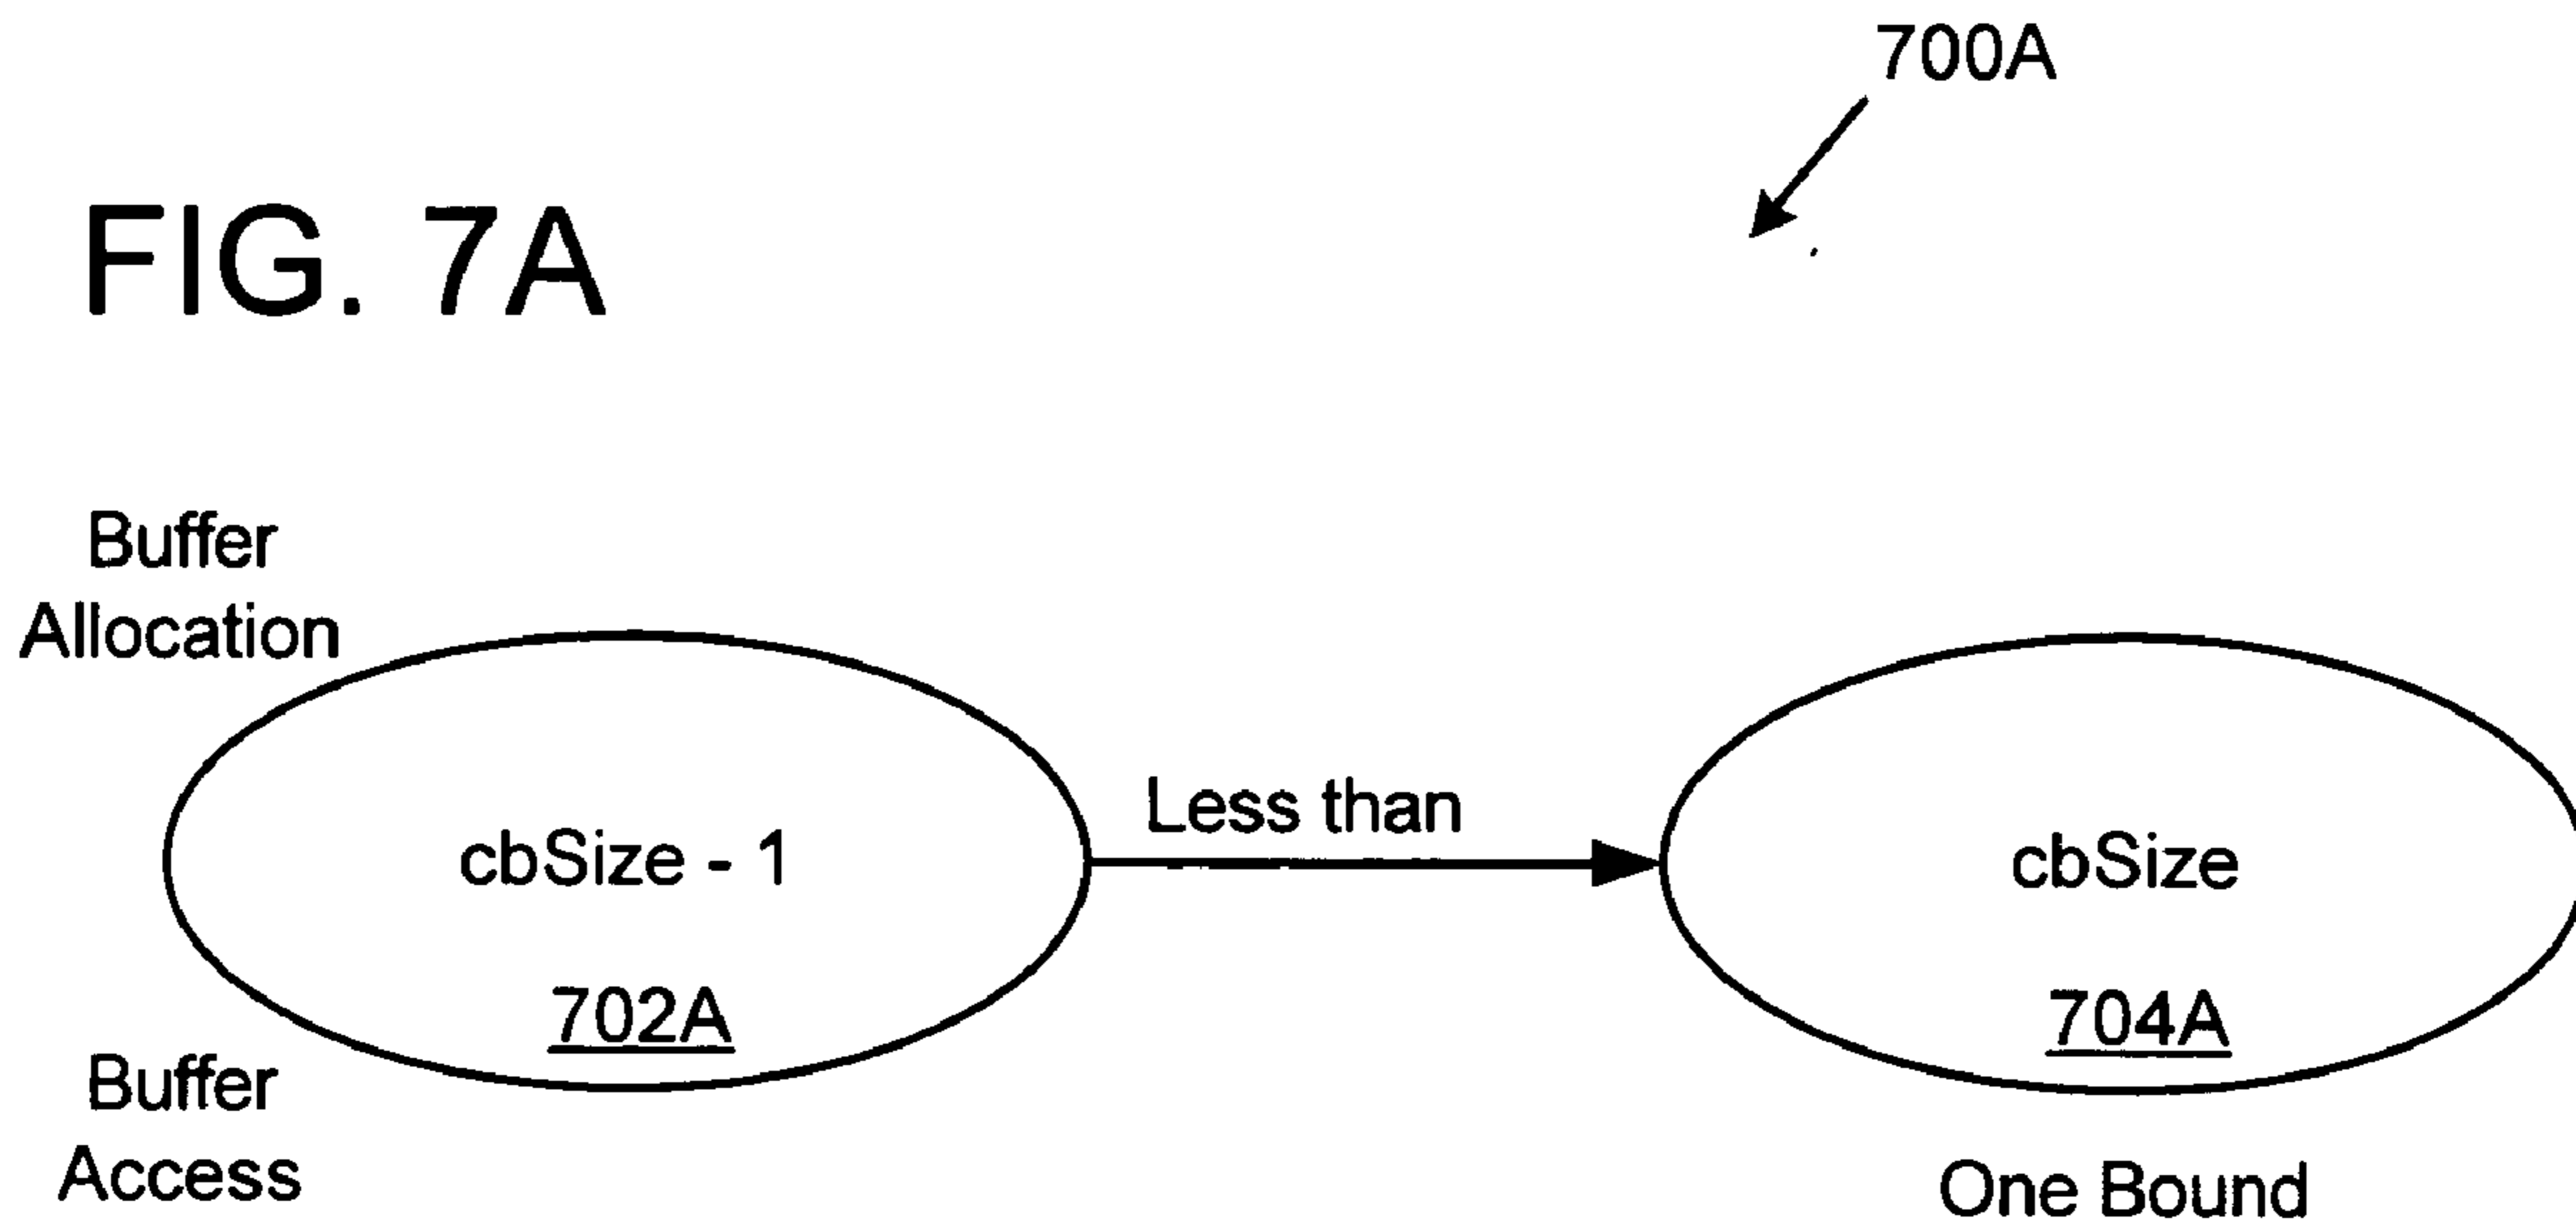 700A
FIG. 7A
Buffer
Allocation
Less than
cbSize - 1
cbSize
702A
704A
Buffer
Access
One Bound